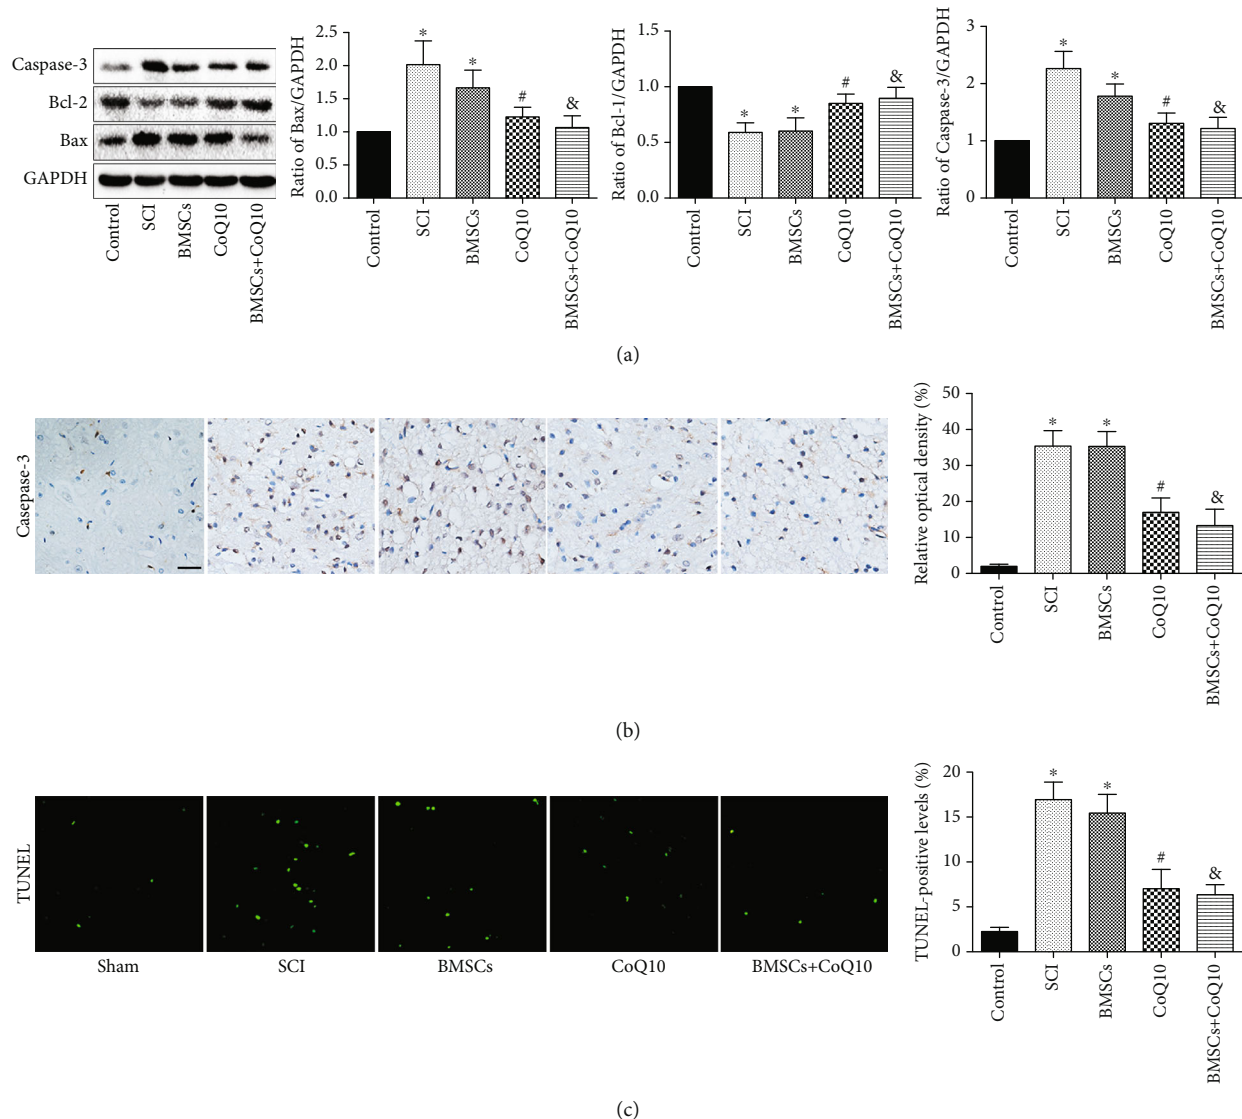 Caspase-3
Bcl-2
Bax
GAPDH
Control
SCI
BMSCs
CoQ10
BMSCs+CoQ10
Ratio of Bax/GAPDH
2.5
2.0
1.5
1.0
0.5
0.0
*
*
#
&
Control
SCI
BMSCs
CoQ10
BMSCs+CoQ10
Ratio of Bcl-1/GAPDH
1.5
1.0
0.5
0.0
*
*
#
&
Control
SCI
BMSCs
CoQ10
BMSCs+CoQ10
Ratio of Caspase-3/GAPDH
3
2
1
0
*
*
#
&
Control
SCI
BMSCs
CoQ10
BMSCs+CoQ10
(a)
Casepase-3
Relative optical density (%)
50
40
30
20
10
0
*
*
#
&
Control
SCI
BMSCs
CoQ10
BMSCs+CoQ10
(b)
TUNEL
Sham
SCI
BMSCs
CoQ10
BMSCs+CoQ10
TUNEL-positive levels (%)
20
15
10
5
0
*
*
#
&
Control
SCI
BMSCs
CoQ10
BMSCs+CoQ10
(c)